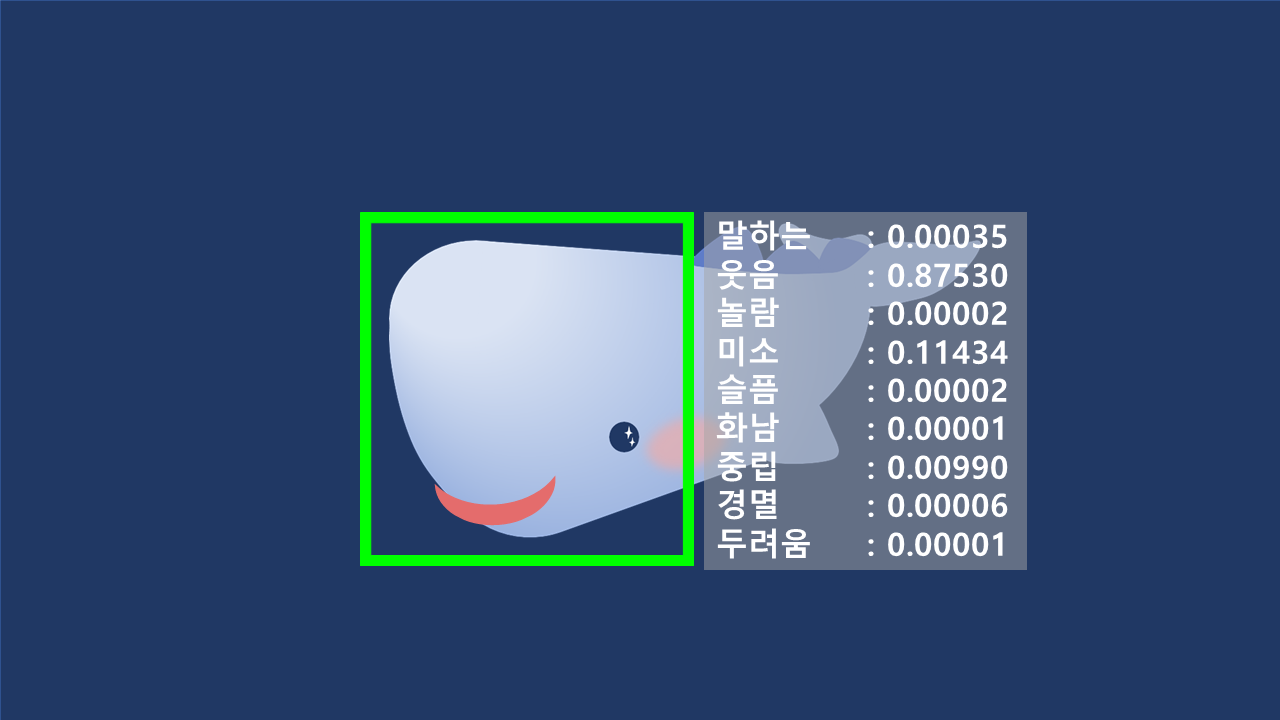 말하는 : 0.00035
웃음 : 0.87530
놀람 : 0.00002
미소 : 0.11434
슬픔 : 0.00002
화남 : 0.00001
중립 : 0.00990
경멸 : 0.00006
두려움 : 0.00001